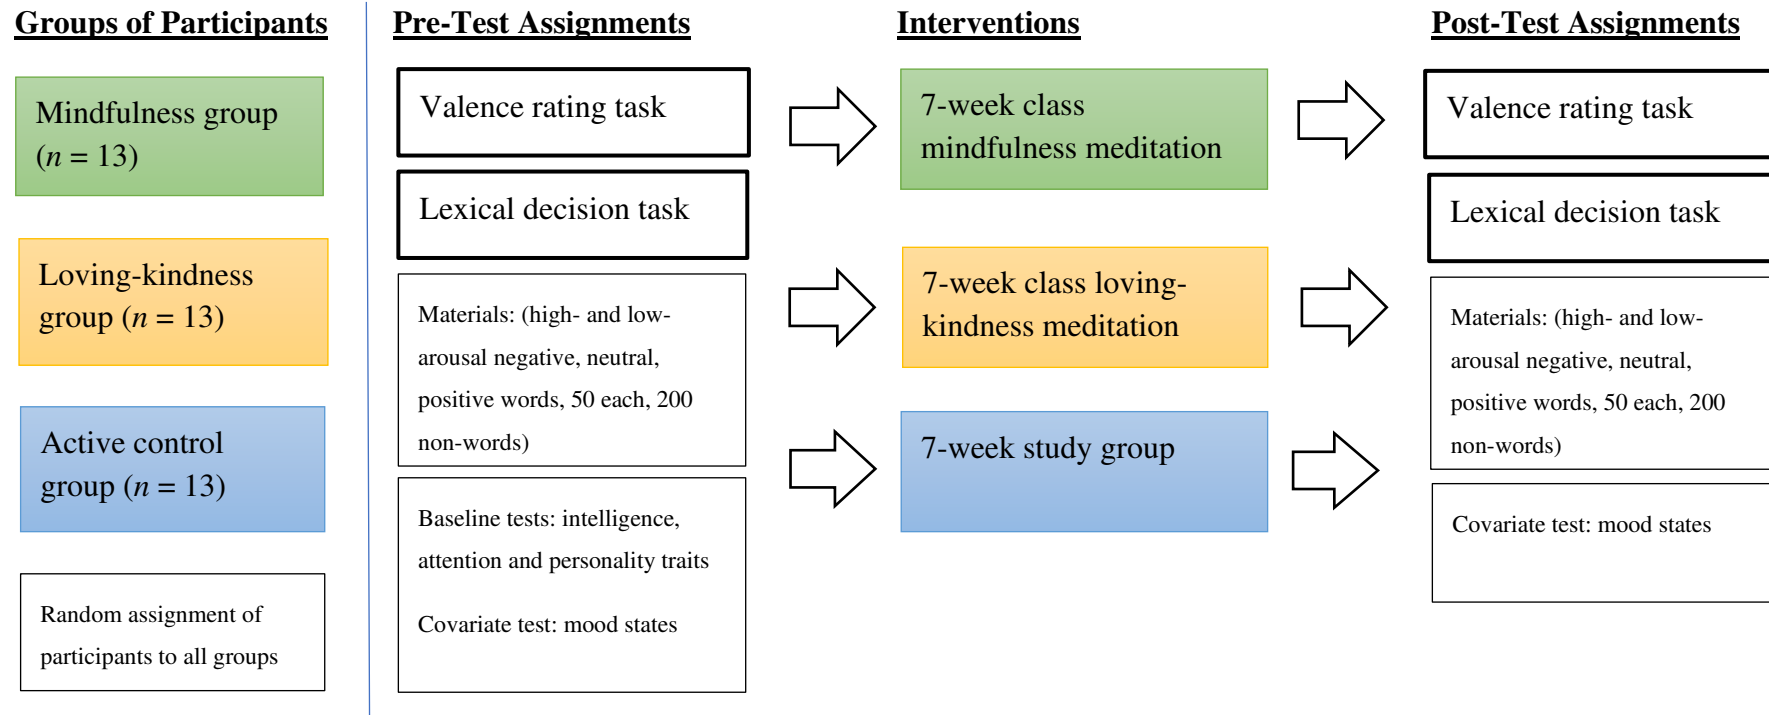 Groups of Participants
Mindfulness group
(n = 13)
Loving-kindness
group (n = 13)
Active control
group (n = 13)
Random assignment of
participants to all groups
Pre-Test Assignments
Valence rating task
Lexical decision task
Materials: (high- and low-
arousal negative, neutral,
positive words, 50 each, 200
non-words)
Baseline tests: intelligence,
attention and personality traits
Covariate test: mood states
Interventions
7-week class
mindfulness meditation
7-week class loving-
kindness meditation
7-week study group
Post-Test Assignments
Valence rating task
Lexical decision task
Materials: (high- and low-
arousal negative, neutral,
positive words, 50 each, 200
non-words)
Covariate test: mood states